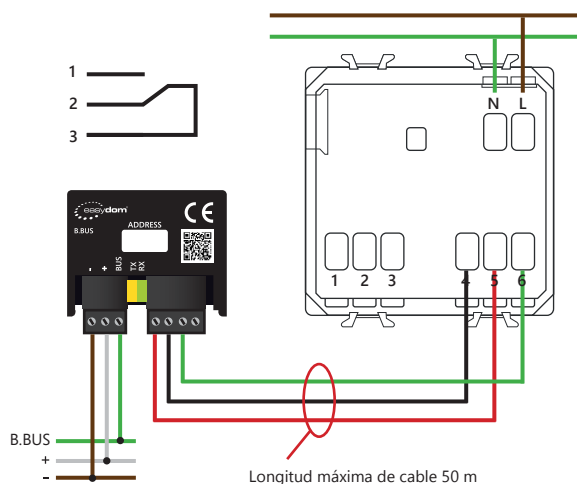 N L
1
2
3
easydom
CE
B.BUS
ADDRESS
- + BUS TX RX
1 2 3 4 5 6
B.BUS
+
-
Longitud máxima de cable 50 m